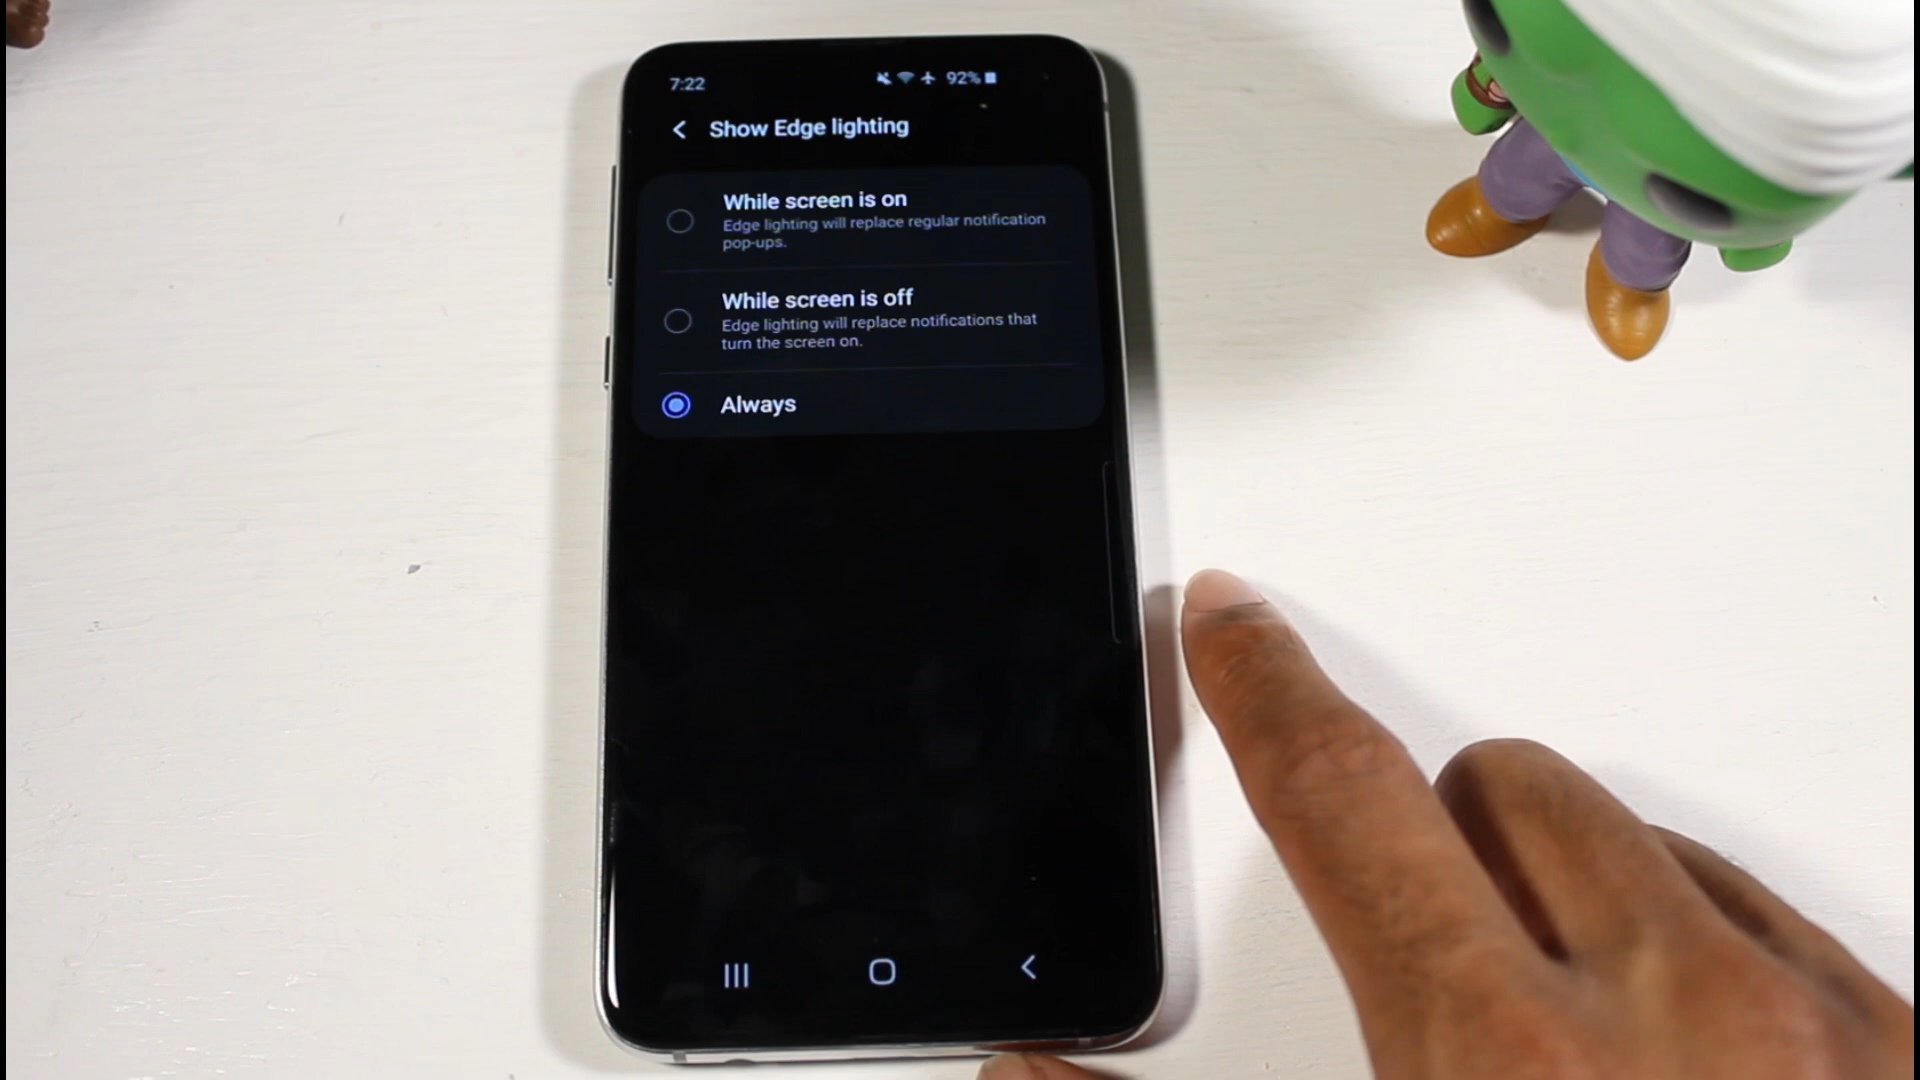 7:22
92%
Show Edge lighting
While screen is on
Edge lighting will replace regular notification
pop-ups.
While screen is off
Edge lighting will replace notifications that
turn the screen on.
Always